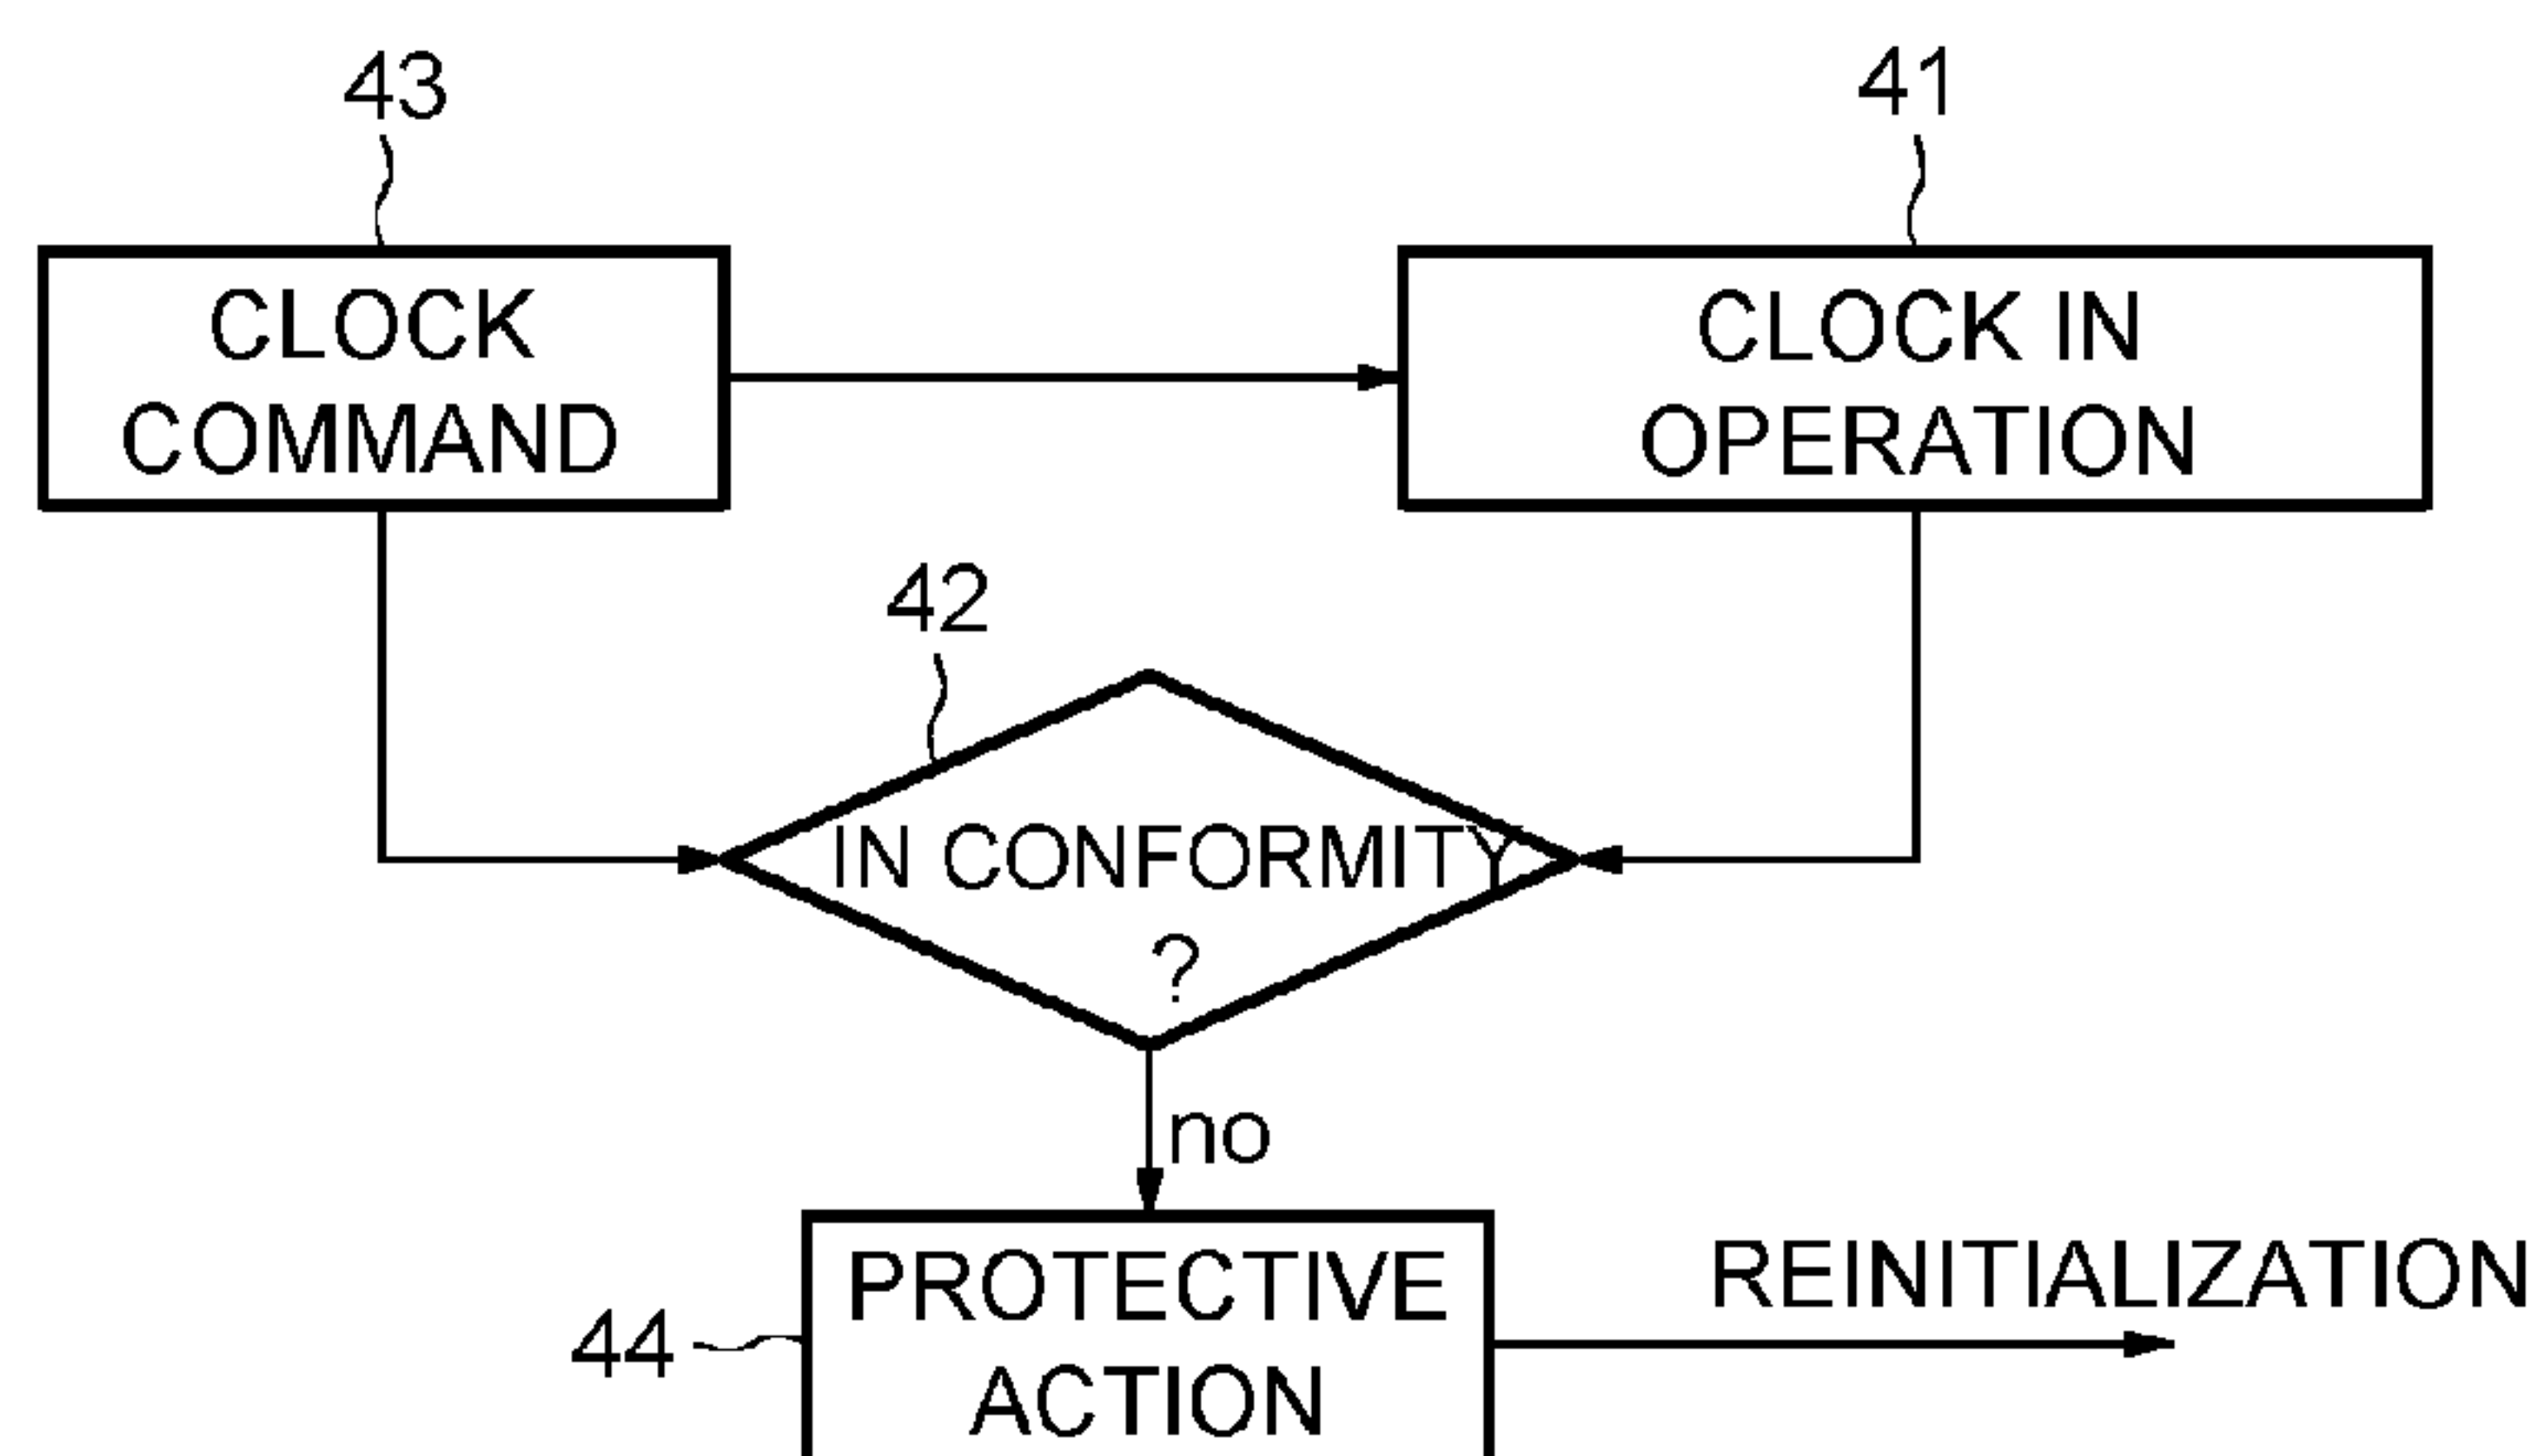 43
41
CLOCK
COMMAND
CLOCK IN
OPERATION
42
IN CONFORMITY
?
no
PROTECTIVE
ACTION
44
REINITIALIZATION